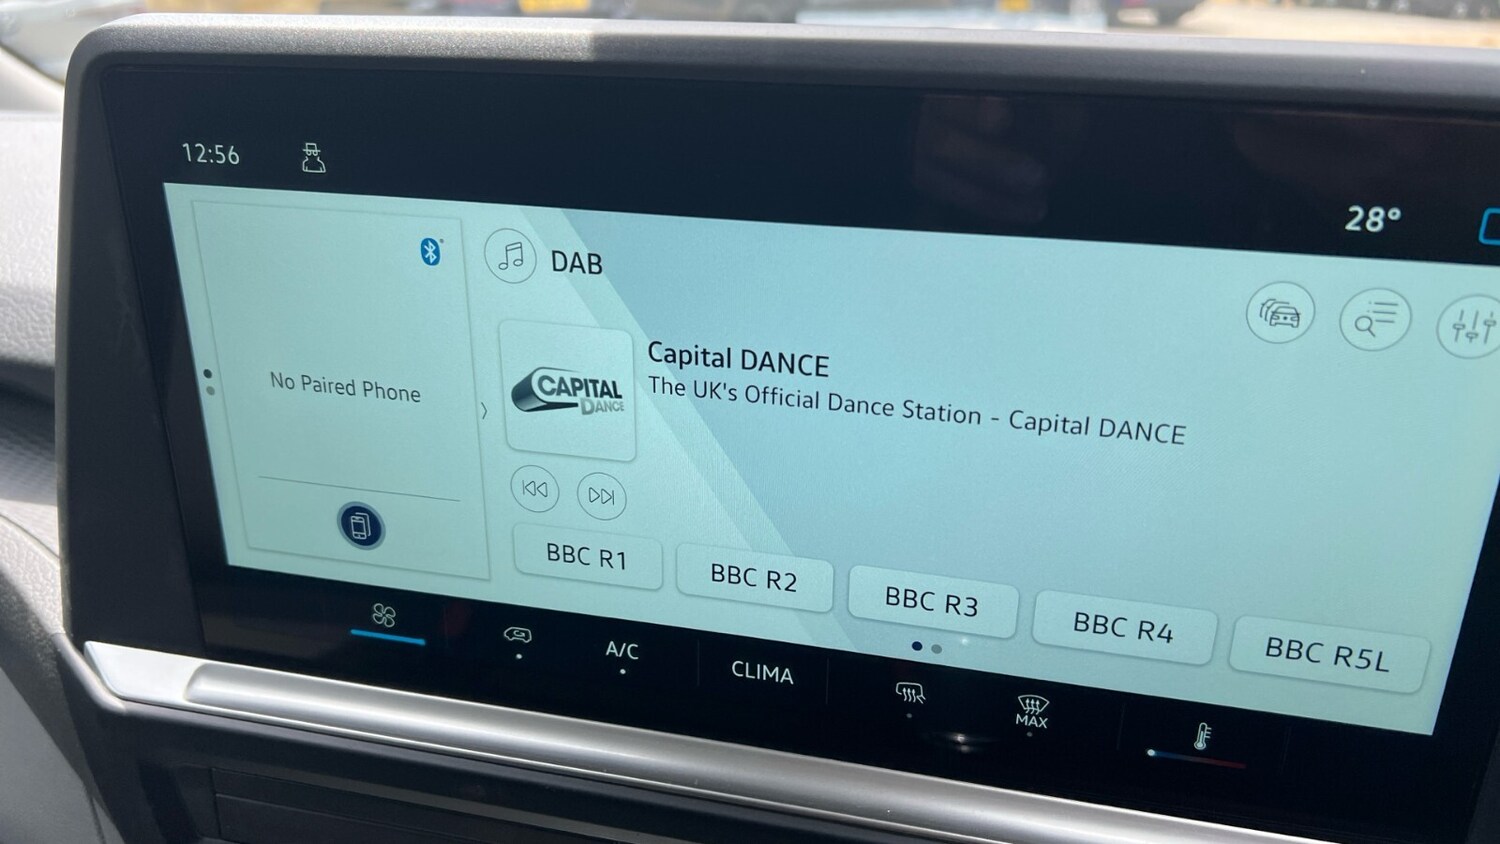 12:56
28°
DAB
No Paired Phone
CAPITAL
DANCE
Capital DANCE
The UK's Official Dance Station - Capital DANCE
BBC R1
BBC R2
BBC R3
BBC R4
BBC R5L
A/C
CLIMA
MAX